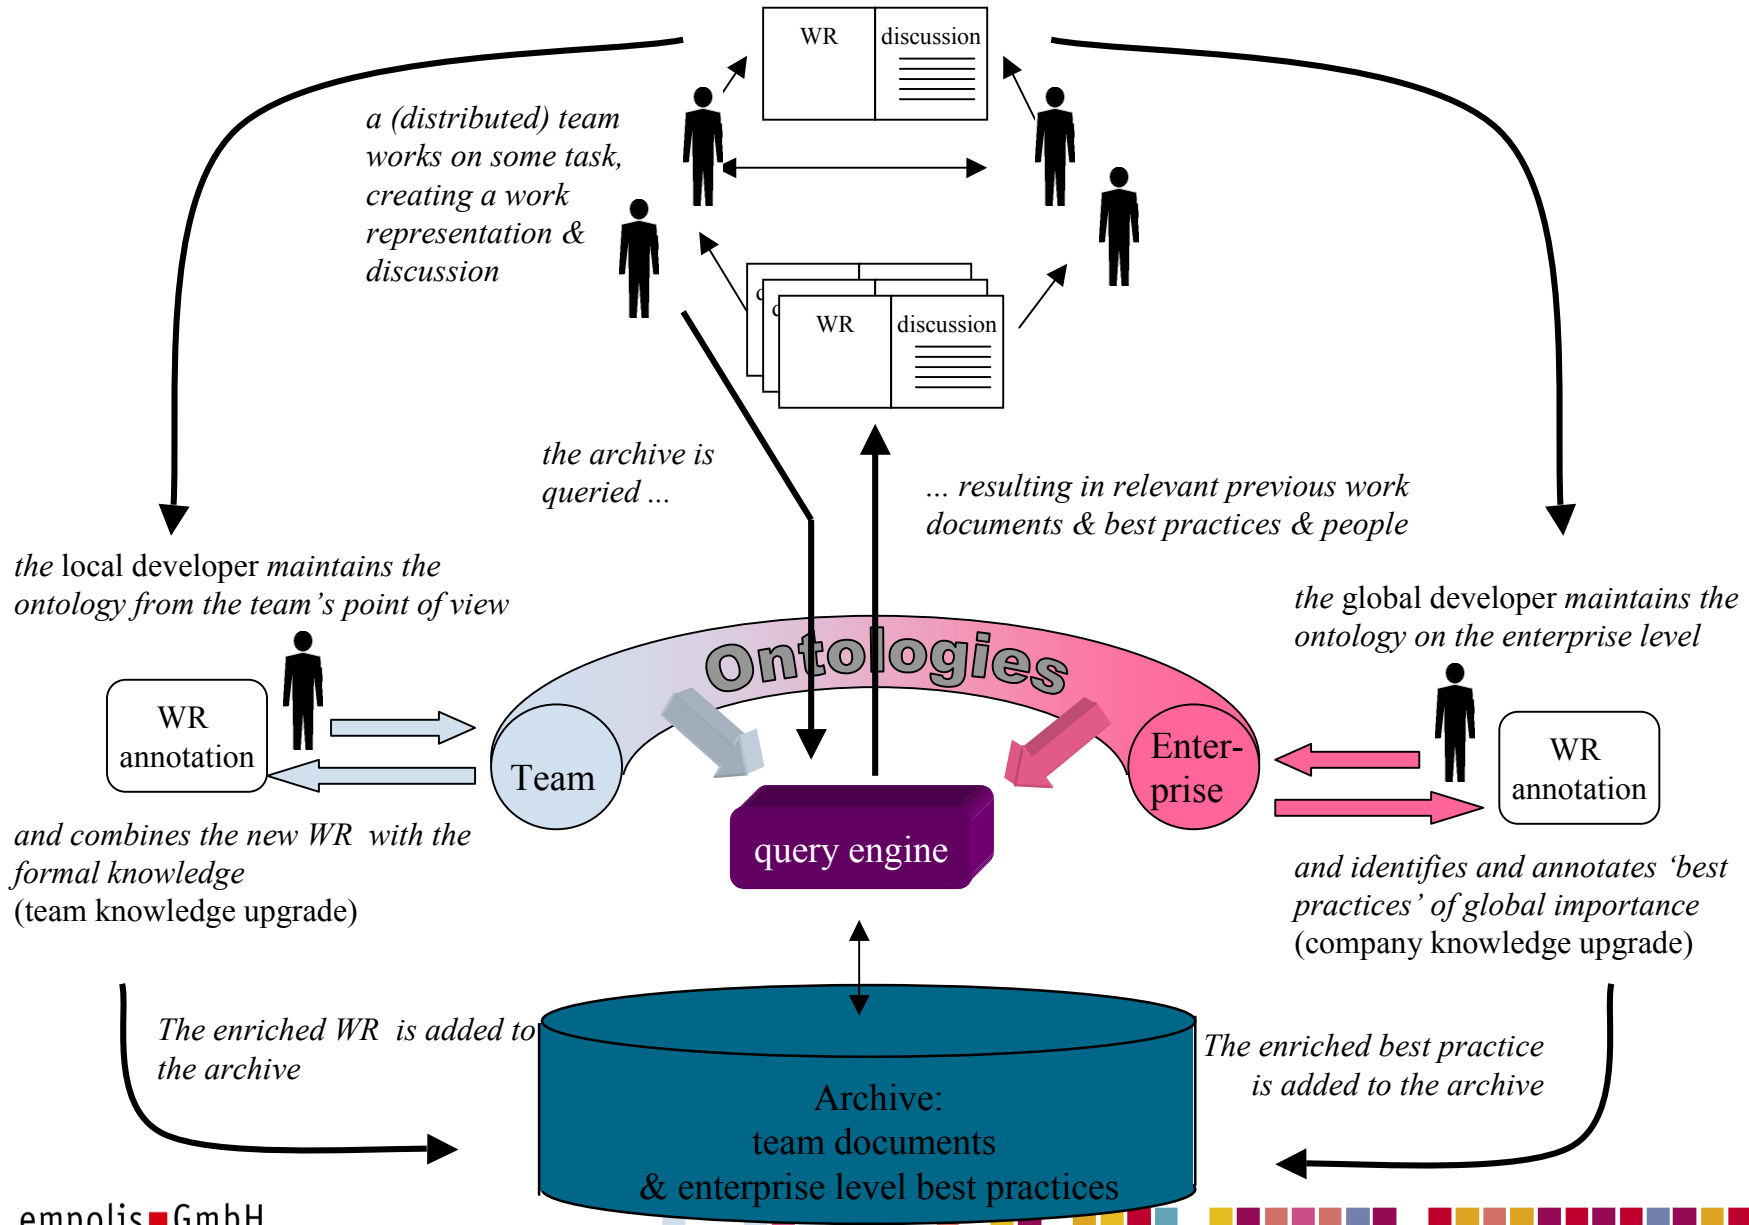 WR
discussion
a (distributed) team
works on some task,
creating a work
representation &
discussion
WR
discussion
the archive is
queried ...
... resulting in relevant previous work
documents & best practices & people
the local developer maintains the
ontology from the team's point of view
the global developer maintains the
ontology on the enterprise level
Ontologies
WR
annotation
Team
Enter-
prise
WR
annotation
query engine
and combines the new WR with the
formal knowledge
(team knowledge upgrade)
and identifies and annotates ‘best
practices’ of global importance
(company knowledge upgrade)
The enriched WR is added to
the archive
The enriched best practice
is added to the archive
Archive:
team documents
& enterprise level best practices
empolis GmbH